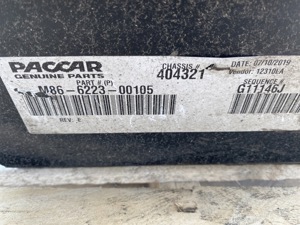 PACCAR
GENUINE PARTS
CHASSIS #
404321
DATE: 07/10/2019
Vendor: 12310EA
PART # (P)
M86-6223-00105
SEQUENCE #
G11146J
REV. E